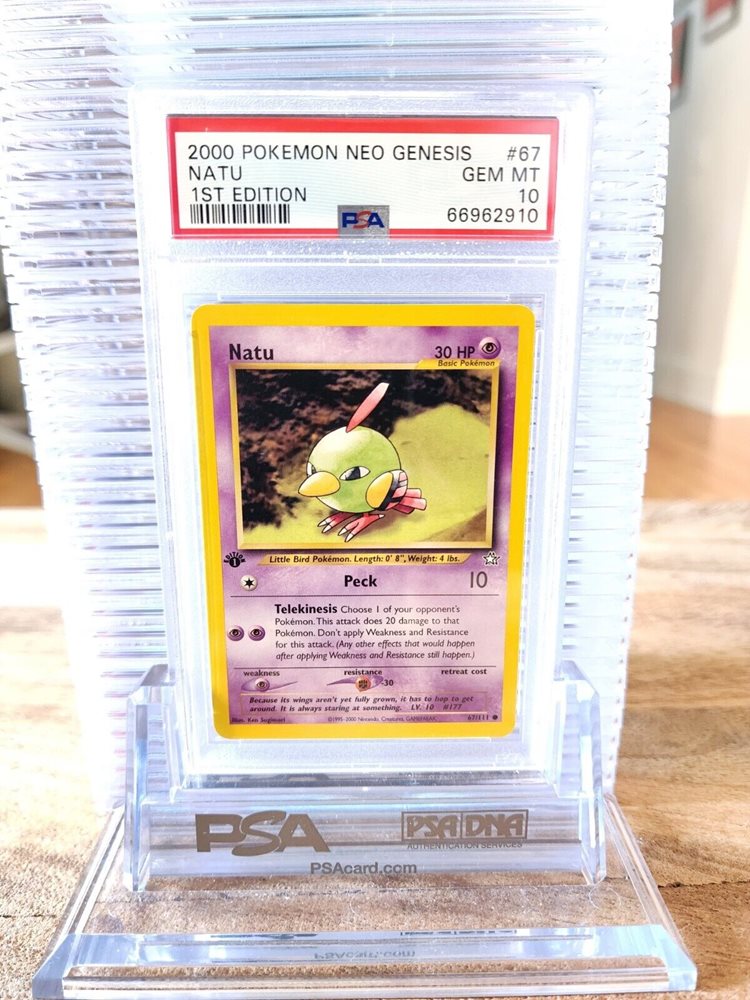 2000 POKEMON NEO GENESIS #67
NATU GEM MT
1ST EDITION 10
PSA 66962910
Natu 30 HP
Basic Pokémon
EDITION 1
Little Bird Pokémon. Length: 0' 8", Weight: 4 lbs.
Peck 10
Telekinesis Choose 1 of your opponent's
Pokémon. This attack does 20 damage to that
Pokémon. Don't apply Weakness and Resistance
for this attack. (Any other effects that would happen
after applying Weakness and Resistance still happen.)
weakness resistance retreat cost
-30
Because its wings aren't yet fully grown, it has to hop to get
around. It is always staring at something. LV. 10 #177
Illus. Ken Sugimori ©1995-2000 Nintendo, Creatures, GAMEFREAK. 67/111
PSA PSA DNA
AUTHENTICATION SERVICES
PSAcard.com